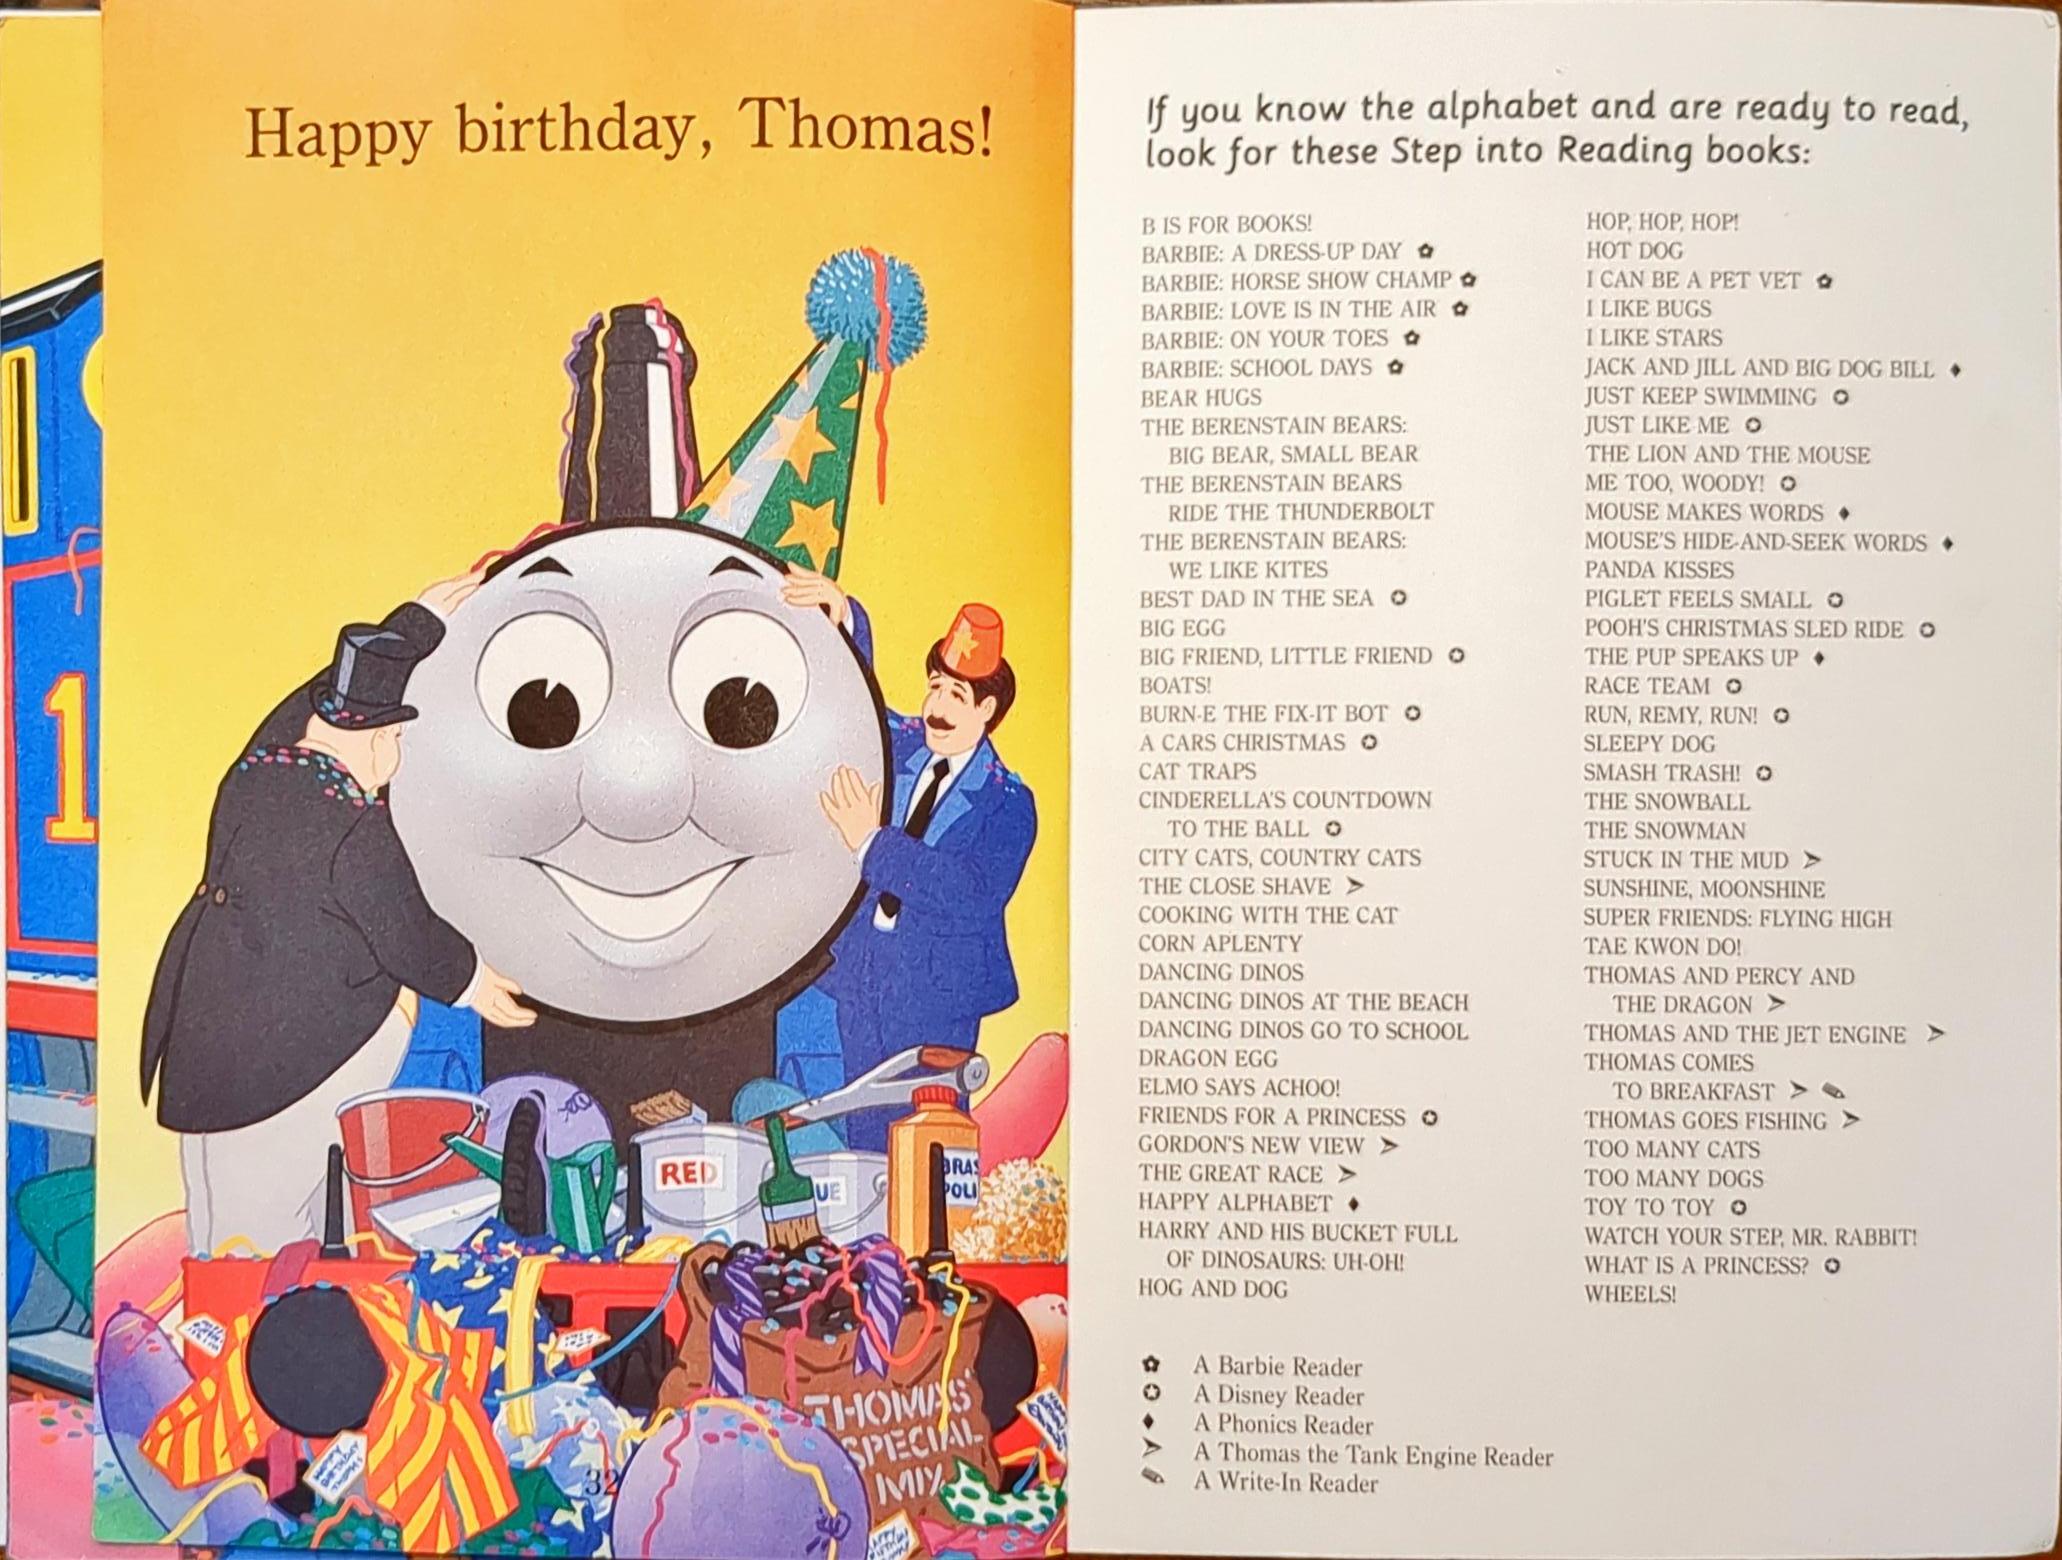 Happy birthday, Thomas!
1
RED
UE
BRAS
POLI
THOMAS'
SPECIAL
MIX
HAPPY
BIRTHDAY
THOMAS
32
If you know the alphabet and are ready to read,
look for these Step into Reading books:
B IS FOR BOOKS!
BARBIE: A DRESS-UP DAY ✿
BARBIE: HORSE SHOW CHAMP ✿
BARBIE: LOVE IS IN THE AIR ✿
BARBIE: ON YOUR TOES ✿
BARBIE: SCHOOL DAYS ✿
BEAR HUGS
THE BERENSTAIN BEARS:
BIG BEAR, SMALL BEAR
THE BERENSTAIN BEARS
RIDE THE THUNDERBOLT
THE BERENSTAIN BEARS:
WE LIKE KITES
BEST DAD IN THE SEA ✪
BIG EGG
BIG FRIEND, LITTLE FRIEND ✪
BOATS!
BURN-E THE FIX-IT BOT ✪
A CARS CHRISTMAS ✪
CAT TRAPS
CINDERELLA'S COUNTDOWN
TO THE BALL ✪
CITY CATS, COUNTRY CATS
THE CLOSE SHAVE ➢
COOKING WITH THE CAT
CORN APLENTY
DANCING DINOS
DANCING DINOS AT THE BEACH
DANCING DINOS GO TO SCHOOL
DRAGON EGG
ELMO SAYS ACHOO!
FRIENDS FOR A PRINCESS ✪
GORDON'S NEW VIEW ➢
THE GREAT RACE ➢
HAPPY ALPHABET ♦
HARRY AND HIS BUCKET FULL
OF DINOSAURS: UH-OH!
HOG AND DOG
HOP, HOP, HOP!
HOT DOG
I CAN BE A PET VET ✿
I LIKE BUGS
I LIKE STARS
JACK AND JILL AND BIG DOG BILL ♦
JUST KEEP SWIMMING ✪
JUST LIKE ME ✪
THE LION AND THE MOUSE
ME TOO, WOODY! ✪
MOUSE MAKES WORDS ♦
MOUSE'S HIDE-AND-SEEK WORDS ♦
PANDA KISSES
PIGLET FEELS SMALL ✪
POOH'S CHRISTMAS SLED RIDE ✪
THE PUP SPEAKS UP ♦
RACE TEAM ✪
RUN, REMY, RUN! ✪
SLEEPY DOG
SMASH TRASH! ✪
THE SNOWBALL
THE SNOWMAN
STUCK IN THE MUD ➢
SUNSHINE, MOONSHINE
SUPER FRIENDS: FLYING HIGH
TAE KWON DO!
THOMAS AND PERCY AND
THE DRAGON ➢
THOMAS AND THE JET ENGINE ➢
THOMAS COMES
TO BREAKFAST ➢ ✎
THOMAS GOES FISHING ➢
TOO MANY CATS
TOO MANY DOGS
TOY TO TOY ✪
WATCH YOUR STEP, MR. RABBIT!
WHAT IS A PRINCESS? ✪
WHEELS!
✿ A Barbie Reader
✪ A Disney Reader
♦ A Phonics Reader
➢ A Thomas the Tank Engine Reader
✎ A Write-In Reader